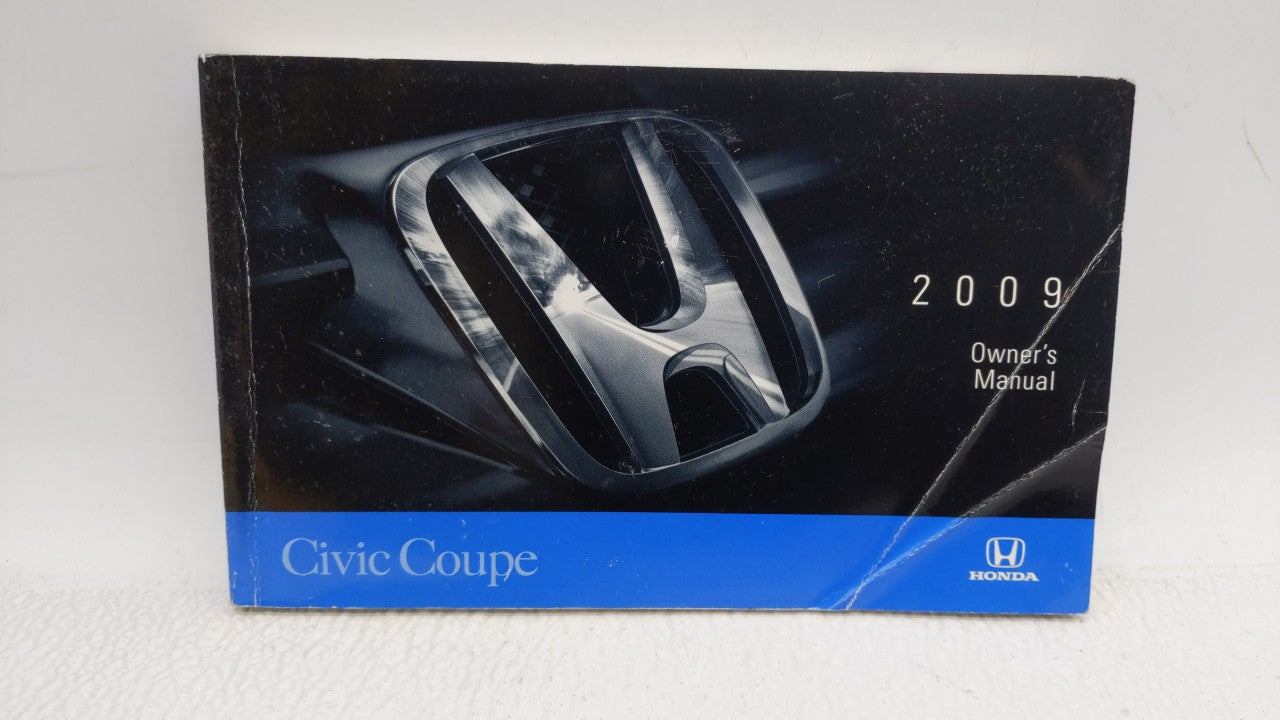 2009
Owner's
Manual
Civic Coupe
HONDA